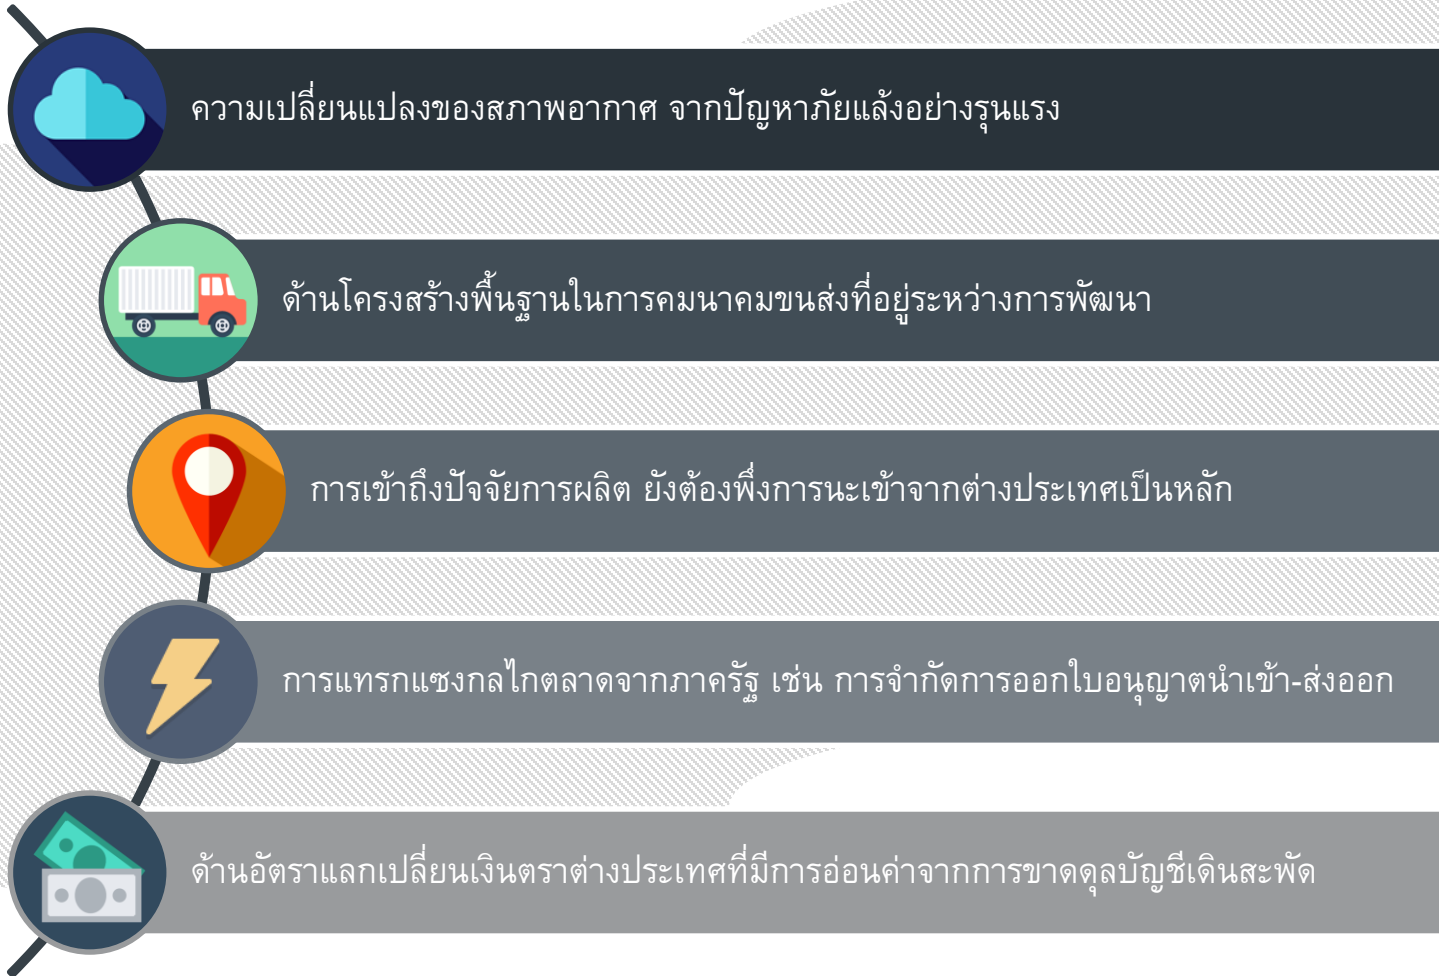 ความเปลี่ยนแปลงของสภาพอากาศ จากปัญหาภัยแล้งอย่างรุนแรง
ด้านโครงสร้างพื้นฐานในการคมนาคมขนส่งที่อยู่ระหว่างการพัฒนา
การเข้าถึงปัจจัยการผลิต ยังต้องพึ่งการนะเข้าจากต่างประเทศเป็นหลัก
การแทรกแซงกลไกตลาดจากภาครัฐ เช่น การจำกัดการออกใบอนุญาตนำเข้า-ส่งออก
ด้านอัตราแลกเปลี่ยนเงินตราต่างประเทศที่มีการอ่อนค่าจากการขาดดุลบัญชีเดินสะพัด